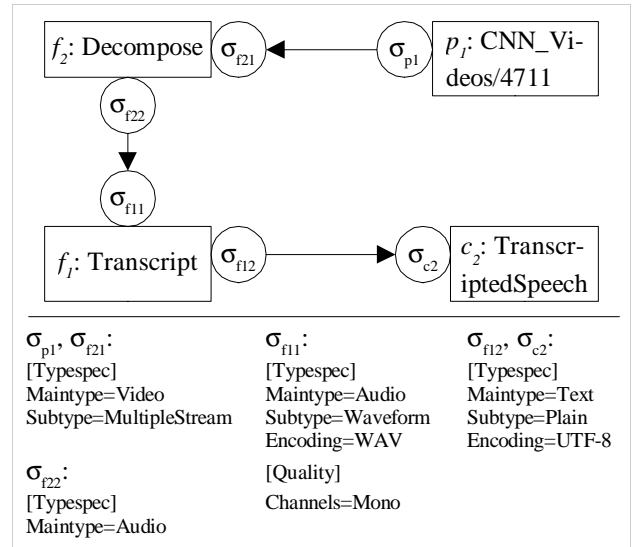 f2: Decompose
σf21
σp1
p1: CNN_Vi-
deos/4711
σf22
σf11
f1: Transcript
σf12
σc2
c2: Transcr-
iptedSpeech
σp1, σf21:
[Typespec]
Maintype=Video
Subtype=MultipleStream
σf22:
[Typespec]
Maintype=Audio
σf11:
[Typespec]
Maintype=Audio
Subtype=Waveform
Encoding=WAV
[Quality]
Channels=Mono
σf12, σc2:
[Typespec]
Maintype=Text
Subtype=Plain
Encoding=UTF-8